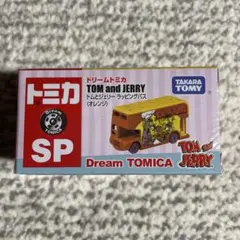 トミカ
SP
ドリームトミカ
TOM and JERRY
トムとジェリー ラッピングバス
(オレンジ)
TAKARA TOMY
Dream TOMICA
TOM and JERRY